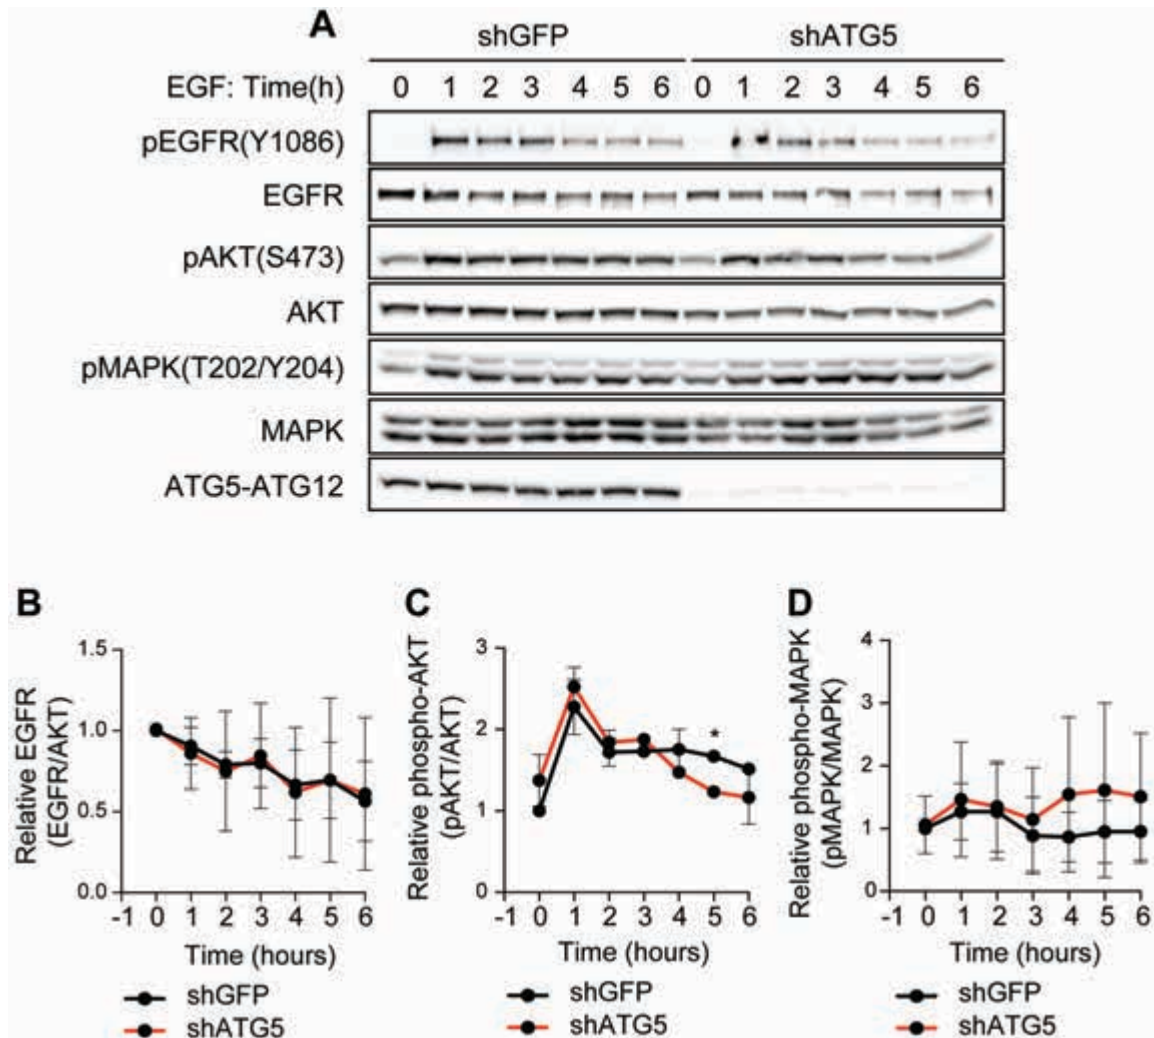 A
shGFP shATG5
EGF: Time(h) 0 1 2 3 4 5 6 0 1 2 3 4 5 6
pEGFR(Y1086)
EGFR
pAKT(S473)
AKT
pMAPK(T202/Y204)
MAPK
ATG5-ATG12
B
Relative EGFR
(EGFR/AKT)
1.5
1.0
0.5
0.0
-1 0 1 2 3 4 5 6
Time (hours)
shGFP
shATG5
C
Relative phospho-AKT
(pAKT/AKT)
3
2
1
0
*
-1 0 1 2 3 4 5 6
Time (hours)
shGFP
shATG5
D
Relative phospho-MAPK
(pMAPK/MAPK)
4
3
2
1
0
-1 0 1 2 3 4 5 6
Time (hours)
shGFP
shATG5